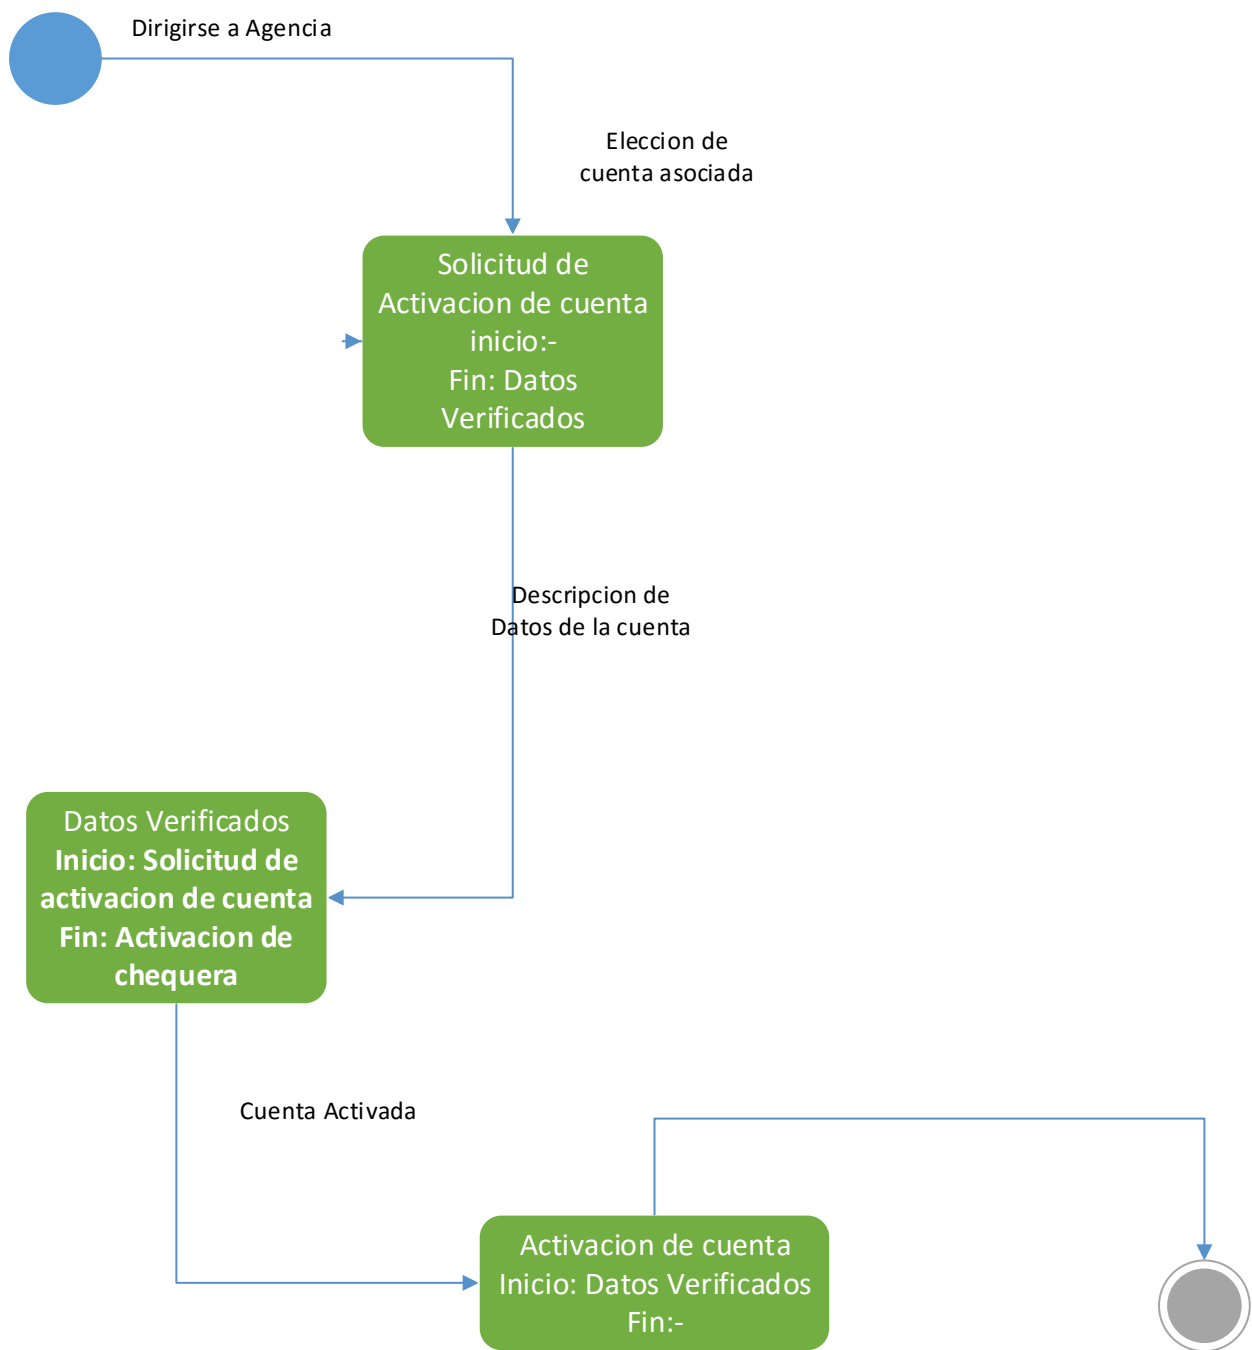 Dirigirse a Agencia
Eleccion de
cuenta asociada
Solicitud de
Activacion de cuenta
inicio:-
Fin: Datos
Verificados
Descripcion de
Datos de la cuenta
Datos Verificados
Inicio: Solicitud de
activacion de cuenta
Fin: Activacion de
chequera
Cuenta Activada
Activacion de cuenta
Inicio: Datos Verificados
Fin:-